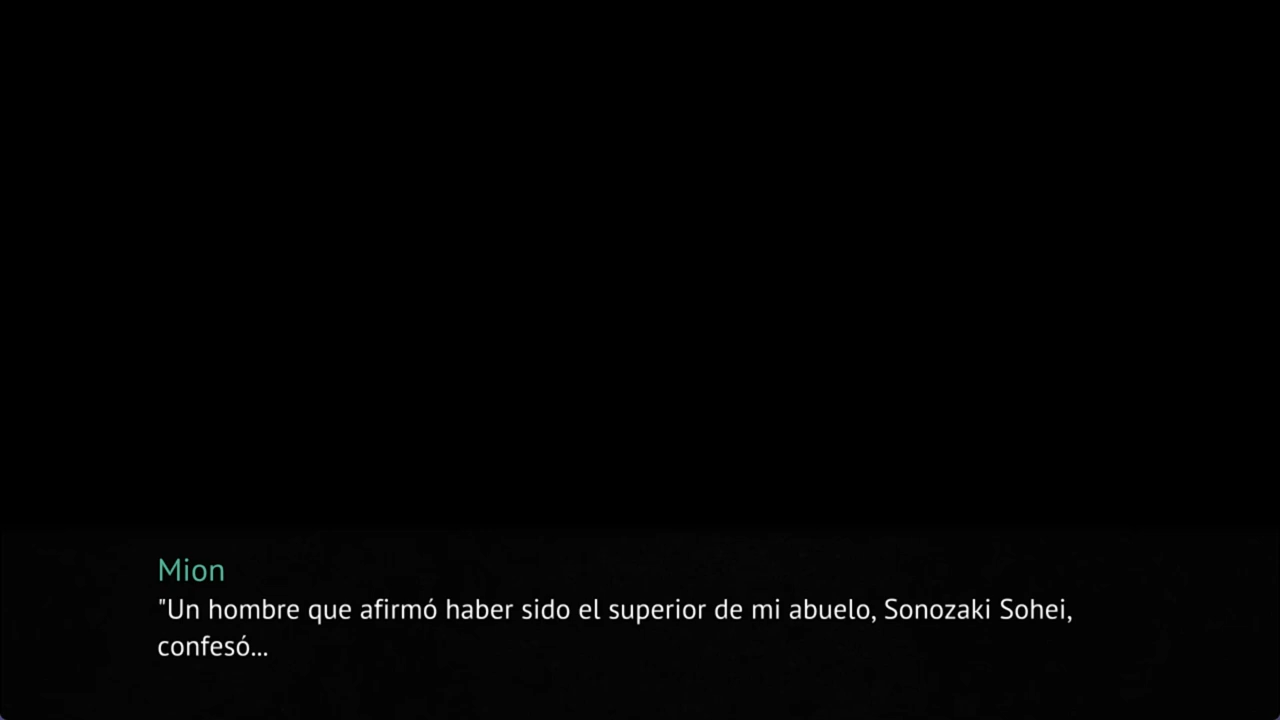 Mion
"Un hombre que afirmó haber sido el superior de mi abuelo, Sonozaki Sohei,
confesó...